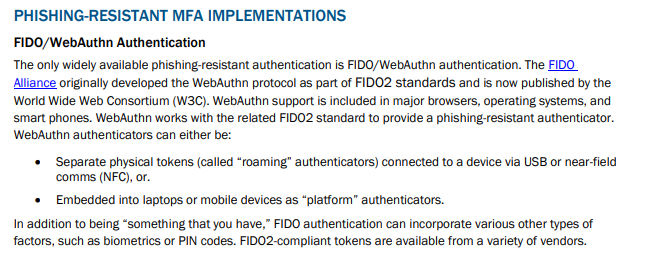 PHISHING-RESISTANT MFA IMPLEMENTATIONS
FIDO/WebAuthn Authentication
The only widely available phishing-resistant authentication is FIDO/WebAuthn authentication. The FIDO
Alliance originally developed the WebAuthn protocol as part of FIDO2 standards and is now published by the
World Wide Web Consortium (W3C). WebAuthn support is included in major browsers, operating systems, and
smart phones. WebAuthn works with the related FIDO2 standard to provide a phishing-resistant authenticator.
WebAuthn authenticators can either be:
• Separate physical tokens (called “roaming” authenticators) connected to a device via USB or near-field
comms (NFC), or.
• Embedded into laptops or mobile devices as “platform” authenticators.
In addition to being “something that you have,” FIDO authentication can incorporate various other types of
factors, such as biometrics or PIN codes. FIDO2-compliant tokens are available from a variety of vendors.